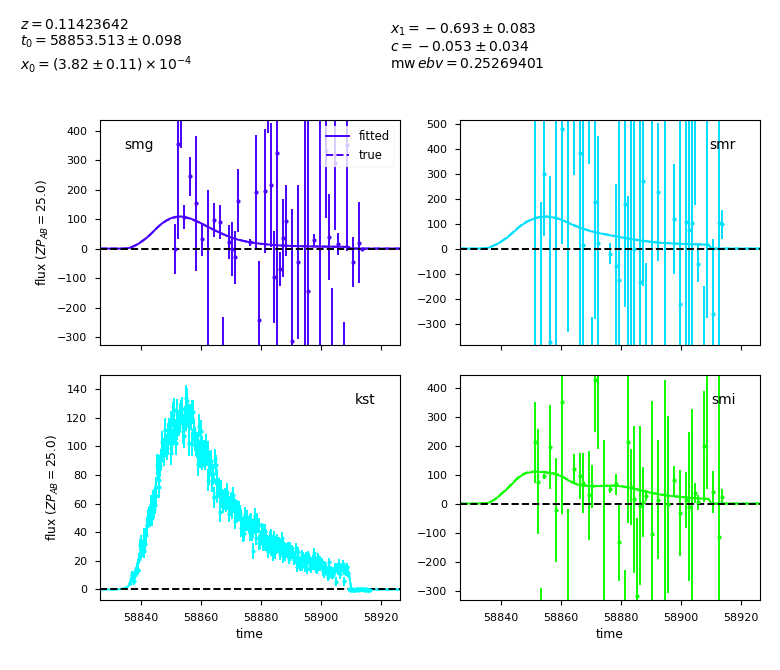 z = 0.11423642
t₀ = 58853.513 ± 0.098
x₀ = (3.82 ± 0.11) × 10⁻⁴
x₁ = −0.693 ± 0.083
c = −0.053 ± 0.034
mw ebv = 0.25269401
smg
fitted
true
400
300
200
100
0
−100
−200
−300
flux (ZP_AB = 25.0)
smr
500
400
300
200
100
0
−100
−200
−300
kst
140
120
100
80
60
40
20
0
flux (ZP_AB = 25.0)
58840 58860 58880 58900 58920
time
smi
400
300
200
100
0
−100
−200
−300
58840 58860 58880 58900 58920
time